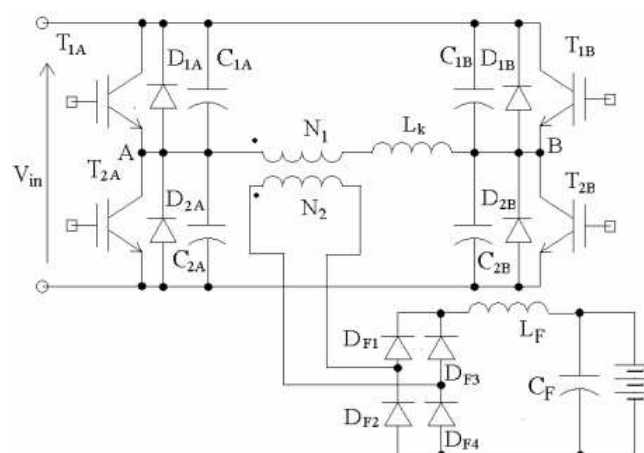 T1A
D1A
C1A
C1B
D1B
T1B
N1
Lk
A
B
Vin
T2A
D2A
C2A
N2
D2B
C2B
T2B
LF
DF1
DF3
CF
DF2
DF4